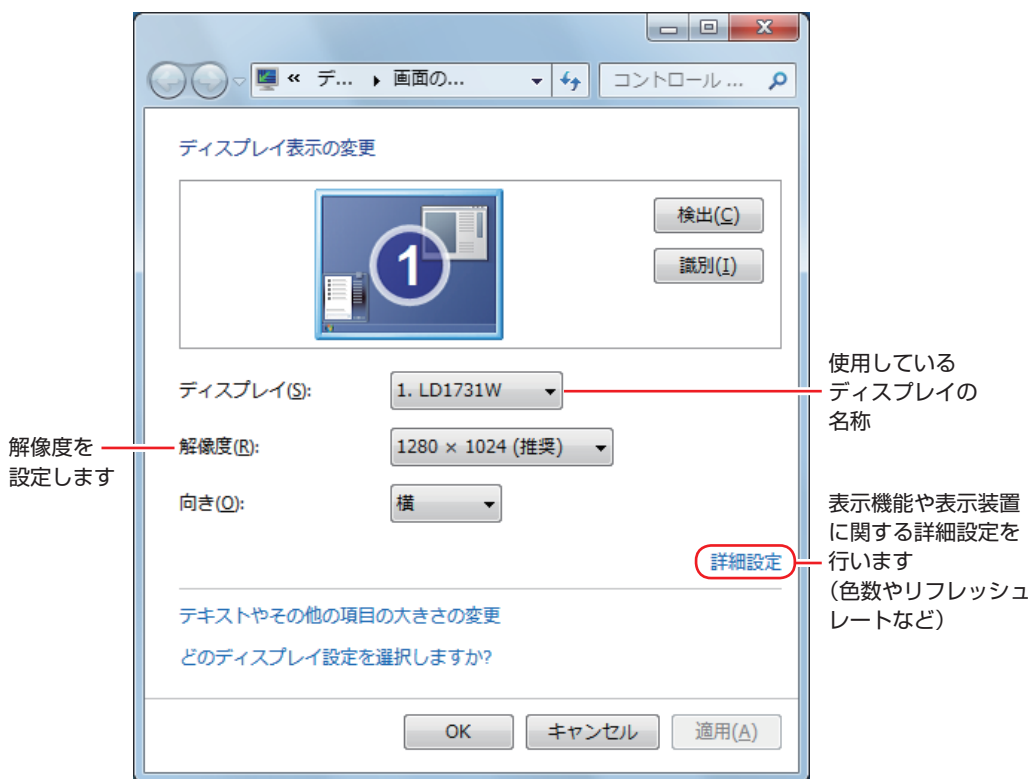 « デ... ▸ 画面の...
コントロール ...
ディスプレイ表示の変更
1
検出(C)
識別(I)
ディスプレイ(S):
1. LD1731W
使用している
ディスプレイの
名称
解像度を
設定します
解像度(R):
1280 × 1024 (推奨)
向き(O):
横
詳細設定
表示機能や表示装置
に関する詳細設定を
行います
(色数やリフレッシュ
レートなど)
テキストやその他の項目の大きさの変更
どのディスプレイ設定を選択しますか?
OK
キャンセル
適用(A)